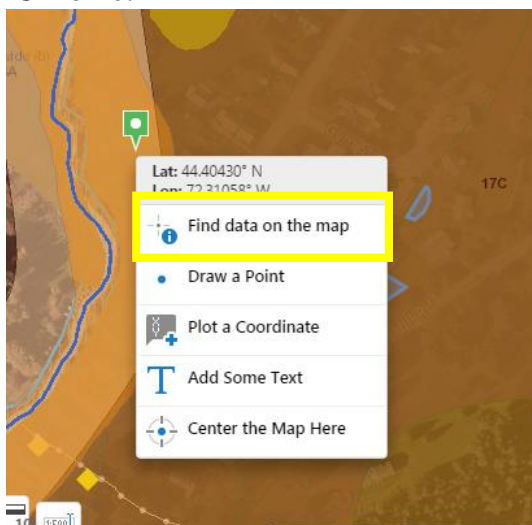 Lat: 44.40430° N
Lon: 72.31058° W
17C
Find data on the map
Draw a Point
Plot a Coordinate
Add Some Text
Center the Map Here